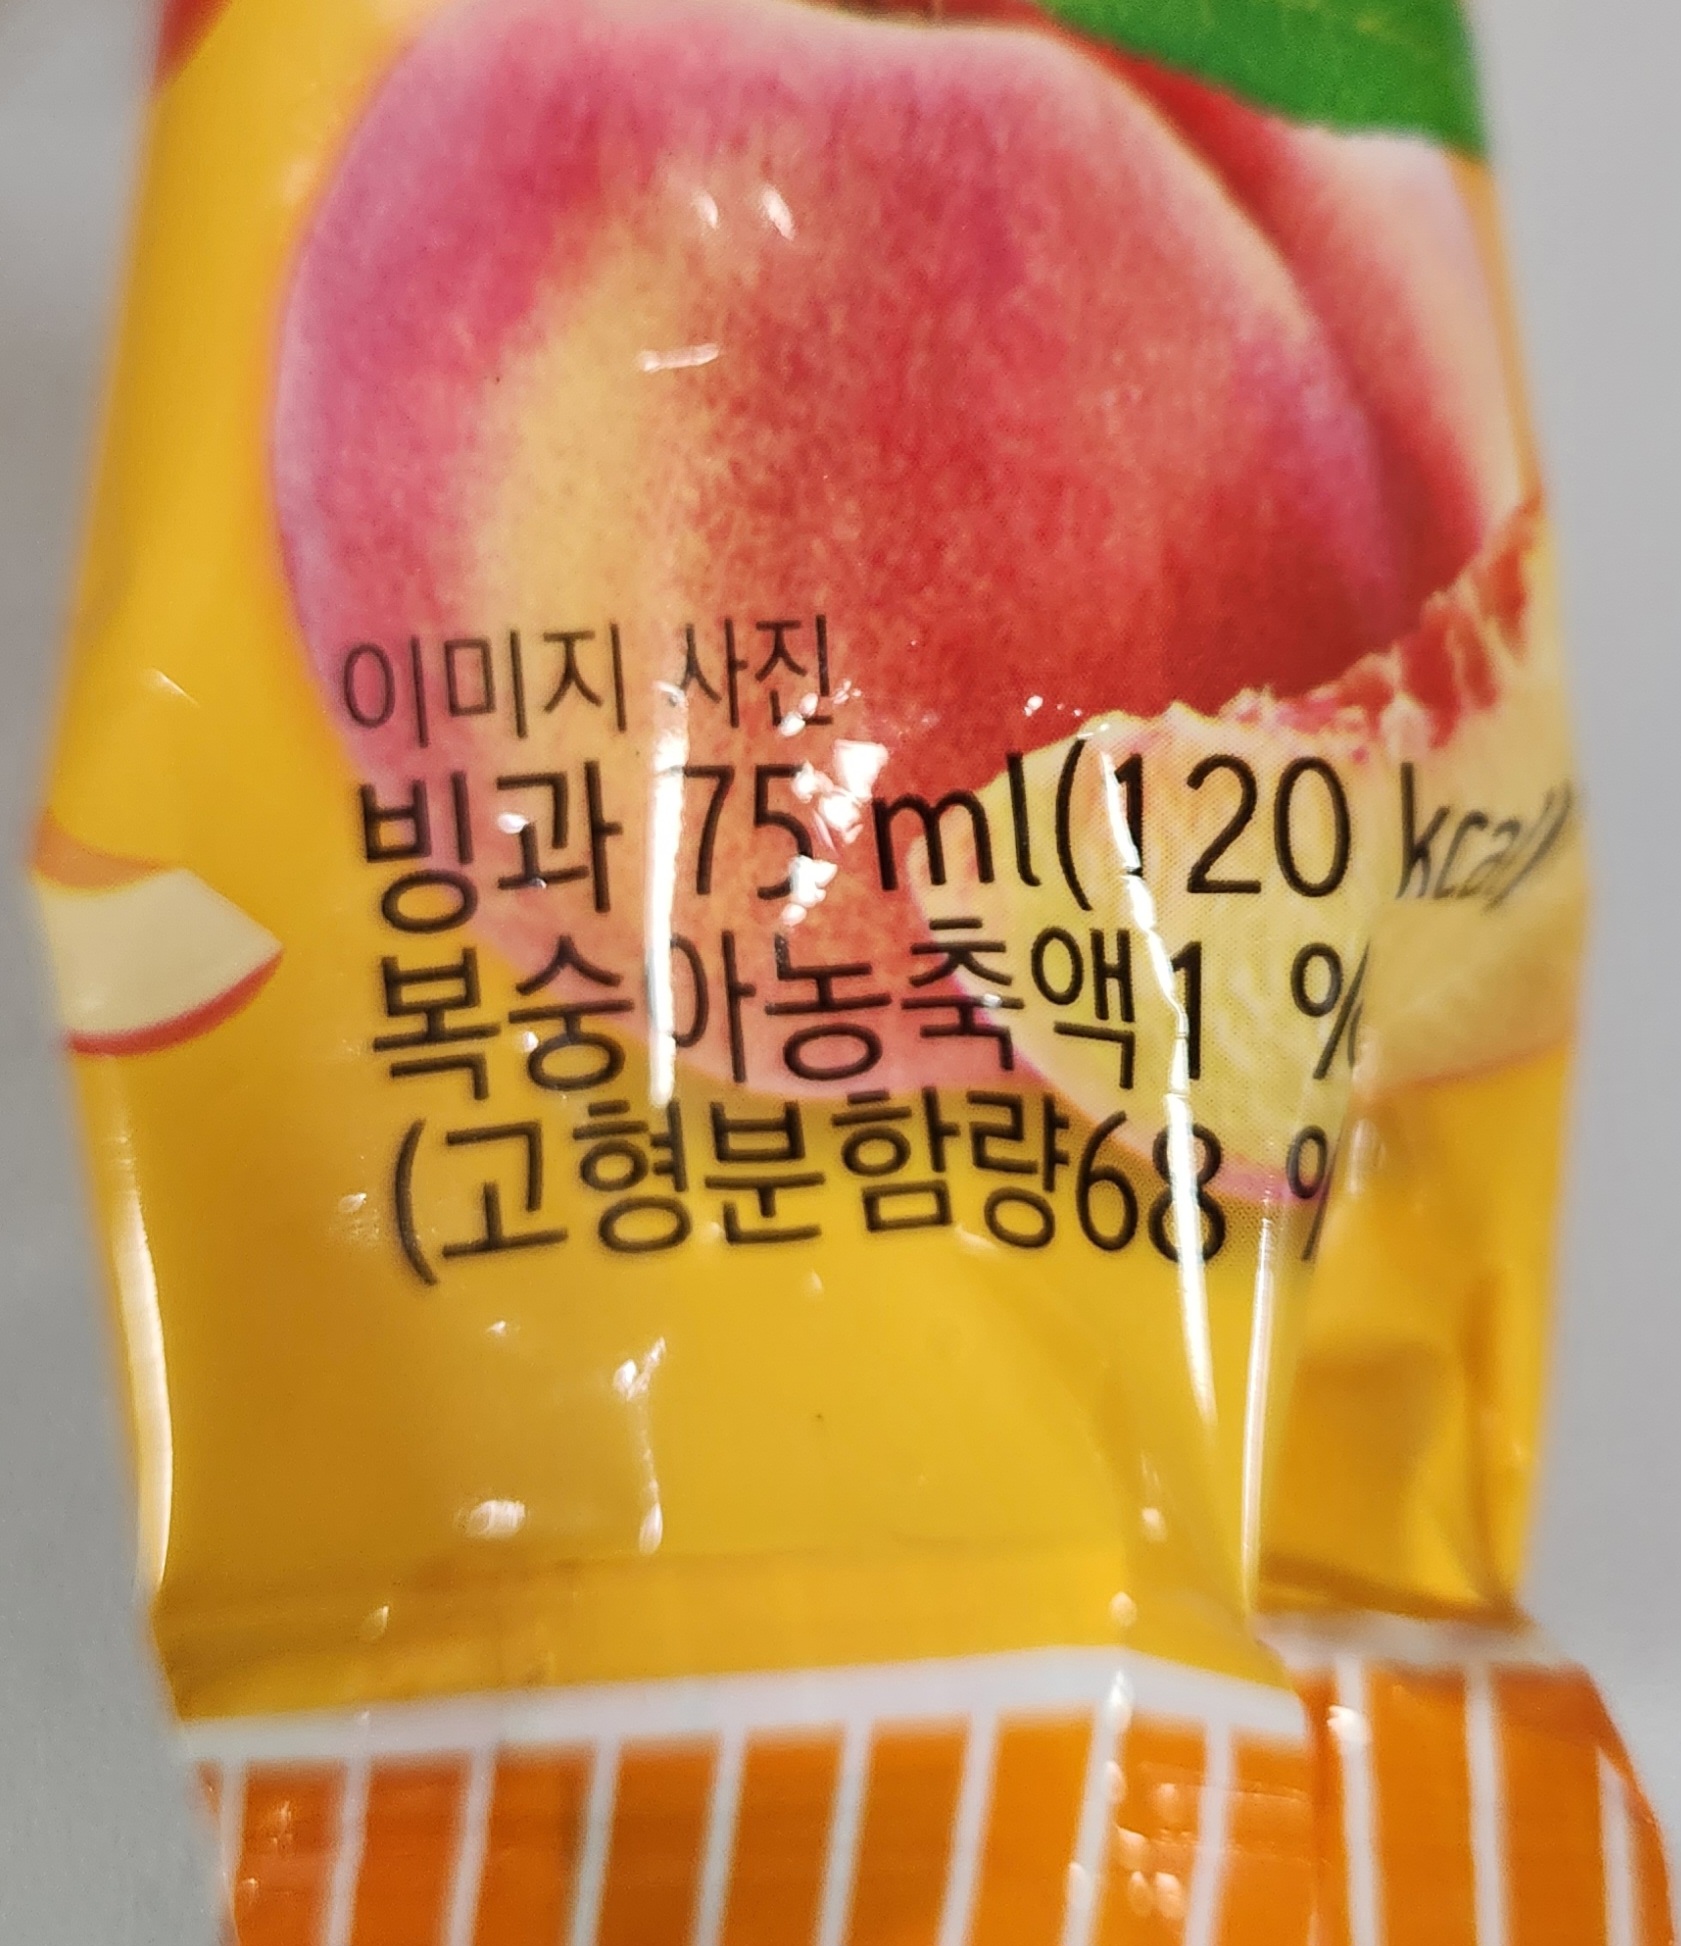 이미지 사진
빙과 75 ml(120 kcal)
복숭아농축액1 %
(고형분함량68 %